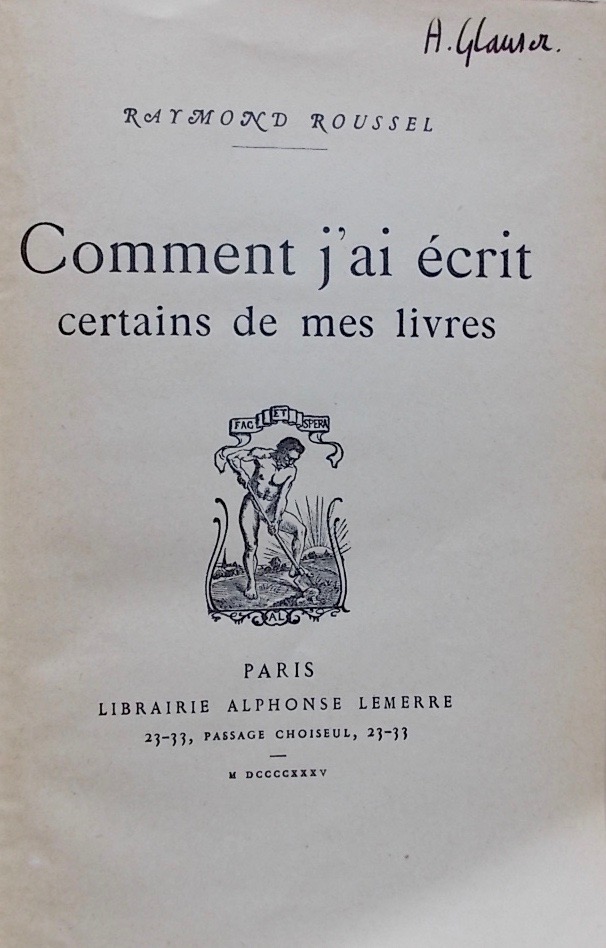 A. Glauser.
RAYMOND ROUSSEL
Comment j'ai écrit
certains de mes livres
FAC ET SPERA
AL
PARIS
LIBRAIRIE ALPHONSE LEMERRE
23-33, PASSAGE CHOISEUL, 23-33
M DCCCCXXXV